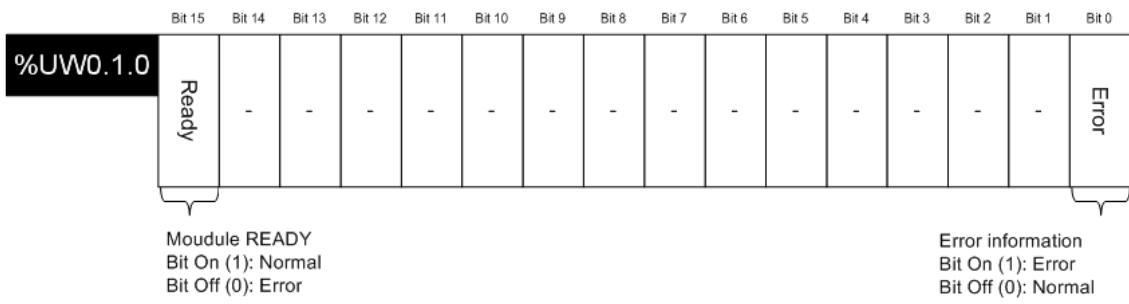 Bit 15 Bit 14 Bit 13 Bit 12 Bit 11 Bit 10 Bit 9 Bit 8 Bit 7 Bit 6 Bit 5 Bit 4 Bit 3 Bit 2 Bit 1 Bit 0
%UW0.1.0 Ready - - - - - - - - - - - - - - Error
Moudule READY
Bit On (1): Normal
Bit Off (0): Error
Error information
Bit On (1): Error
Bit Off (0): Normal